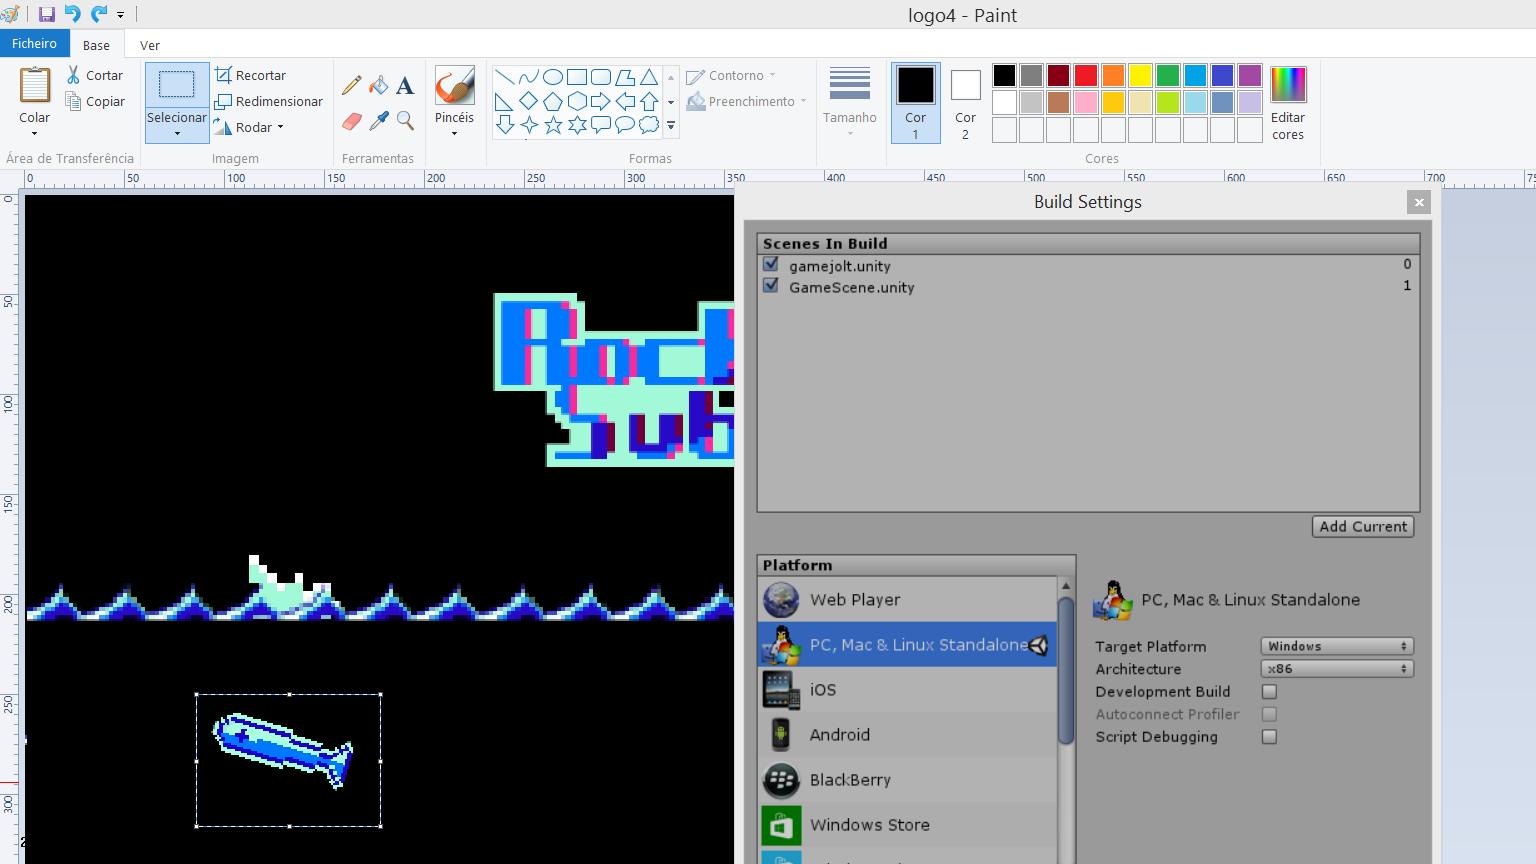 logo4 - Paint
Ficheiro
Base
Ver
Colar
Cortar
Copiar
Área de Transferência
Selecionar
Recortar
Redimensionar
Rodar
Imagem
A
Ferramentas
Pincéis
Formas
Contorno
Preenchimento
Tamanho
Cor
1
Cor
2
Editar
cores
Cores
0 50 100 150 200 250 300 350 400 450 500 550 600 650 700
0
50
100
150
200
250
300
Sub
Build Settings
Scenes In Build
gamejolt.unity 0
GameScene.unity 1
Add Current
Platform
Web Player
PC, Mac & Linux Standalone
iOS
Android
BlackBerry
Windows Store
PC, Mac & Linux Standalone
Target Platform Windows
Architecture x86
Development Build
Autoconnect Profiler
Script Debugging